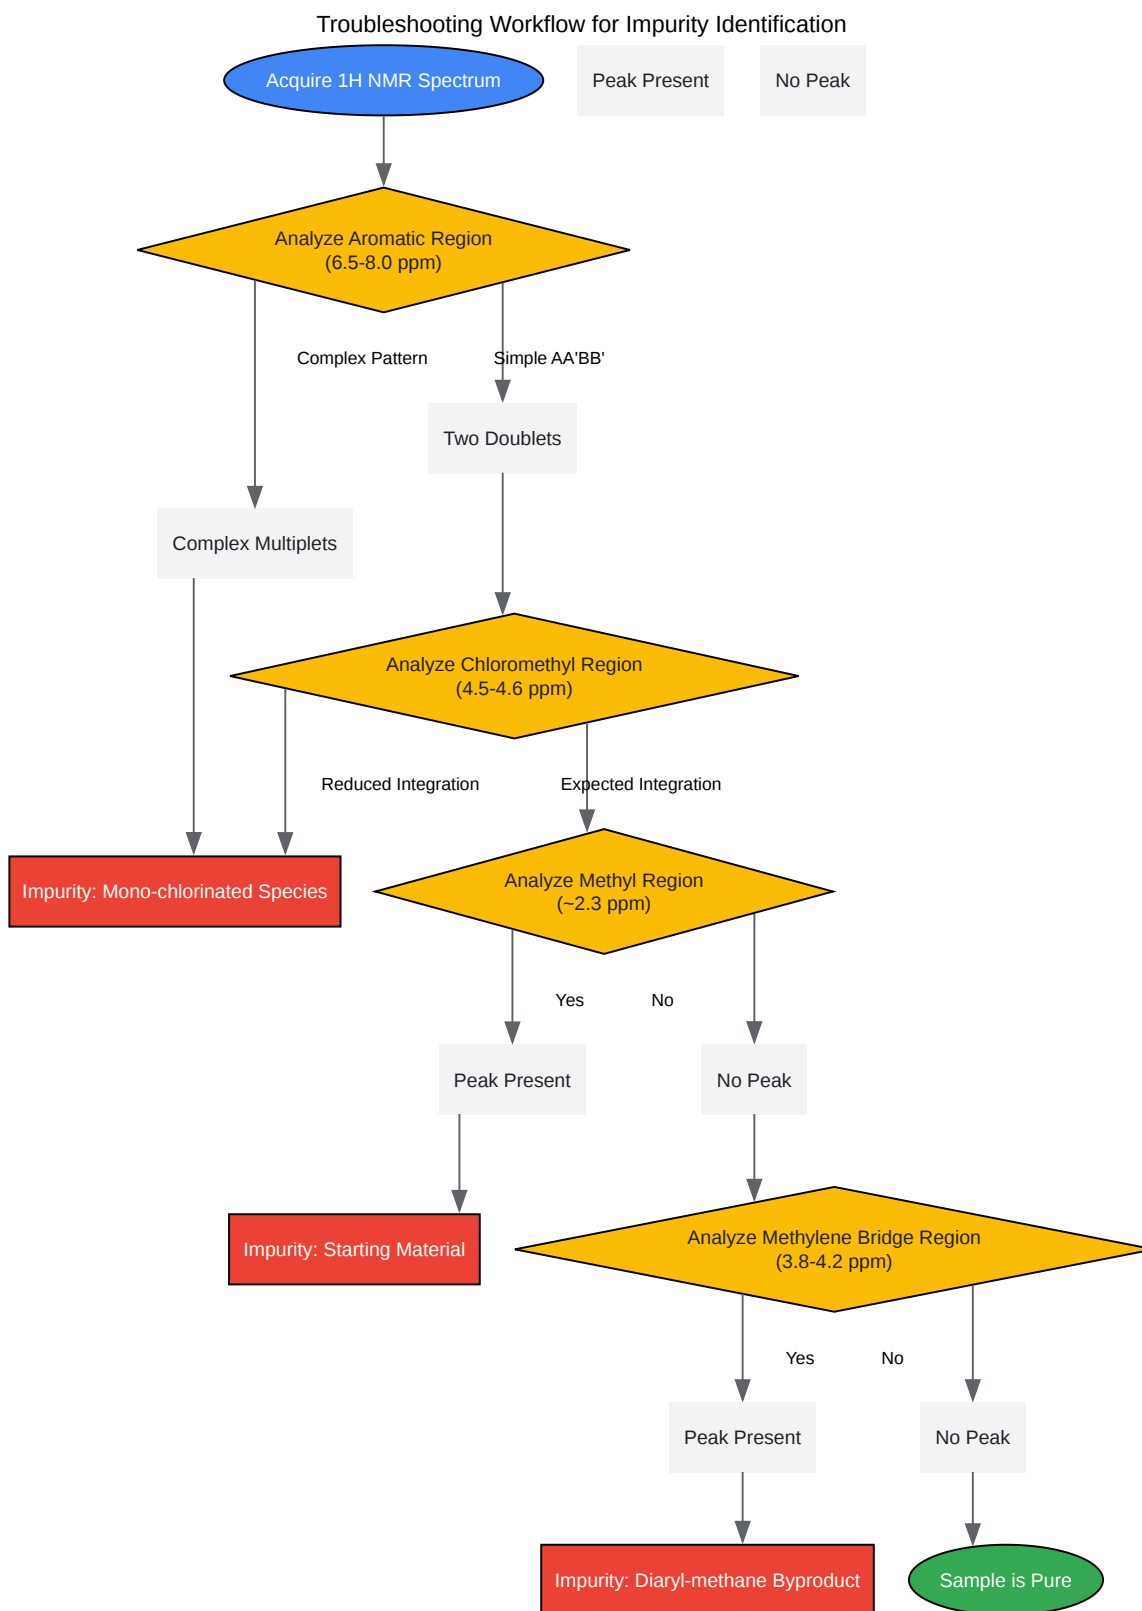 Troubleshooting Workflow for Impurity Identification
Acquire 1H NMR Spectrum
Peak Present
No Peak
Analyze Aromatic Region
(6.5-8.0 ppm)
Complex Pattern
Simple AA'BB'
Two Doublets
Complex Multiplets
Analyze Chloromethyl Region
(4.5-4.6 ppm)
Reduced Integration
Expected Integration
Impurity: Mono-chlorinated Species
Analyze Methyl Region
(~2.3 ppm)
Yes
No
Peak Present
No Peak
Impurity: Starting Material
Analyze Methylene Bridge Region
(3.8-4.2 ppm)
Yes
No
Peak Present
No Peak
Impurity: Diaryl-methane Byproduct
Sample is Pure